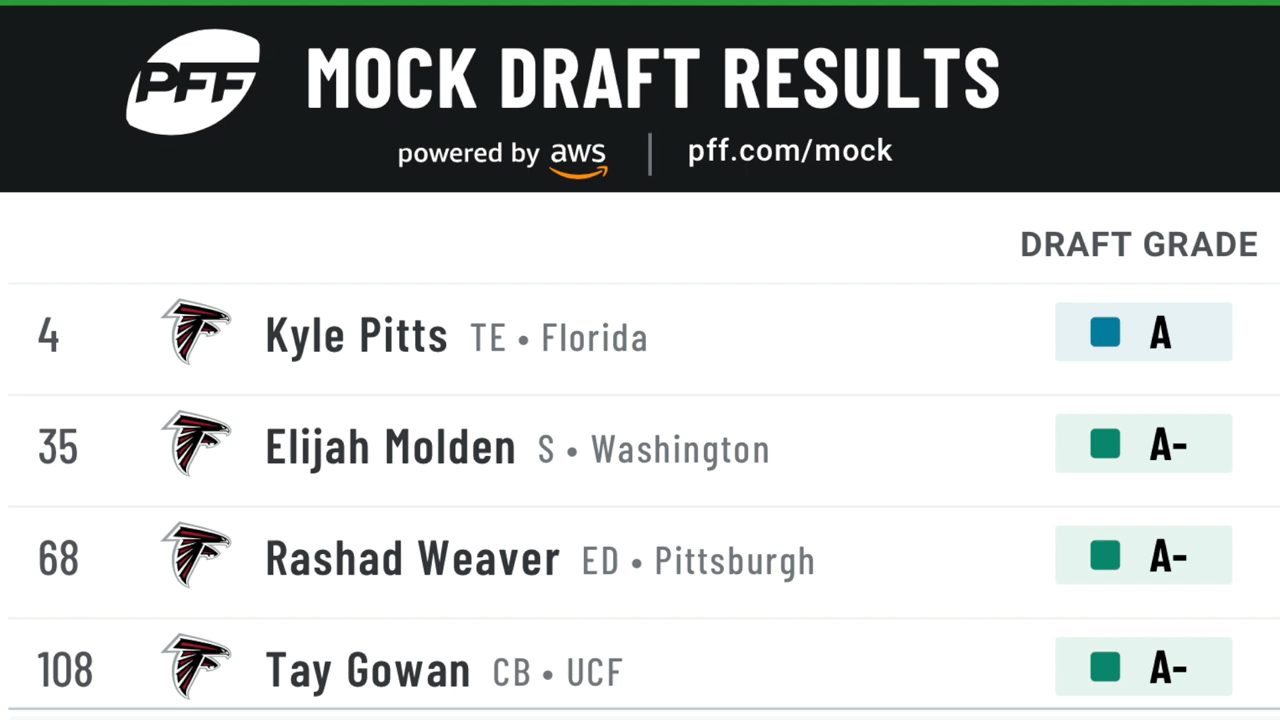 PFF MOCK DRAFT RESULTS
powered by aws | pff.com/mock
DRAFT GRADE
4 Kyle Pitts TE • Florida A
35 Elijah Molden S • Washington A-
68 Rashad Weaver ED • Pittsburgh A-
108 Tay Gowan CB • UCF A-